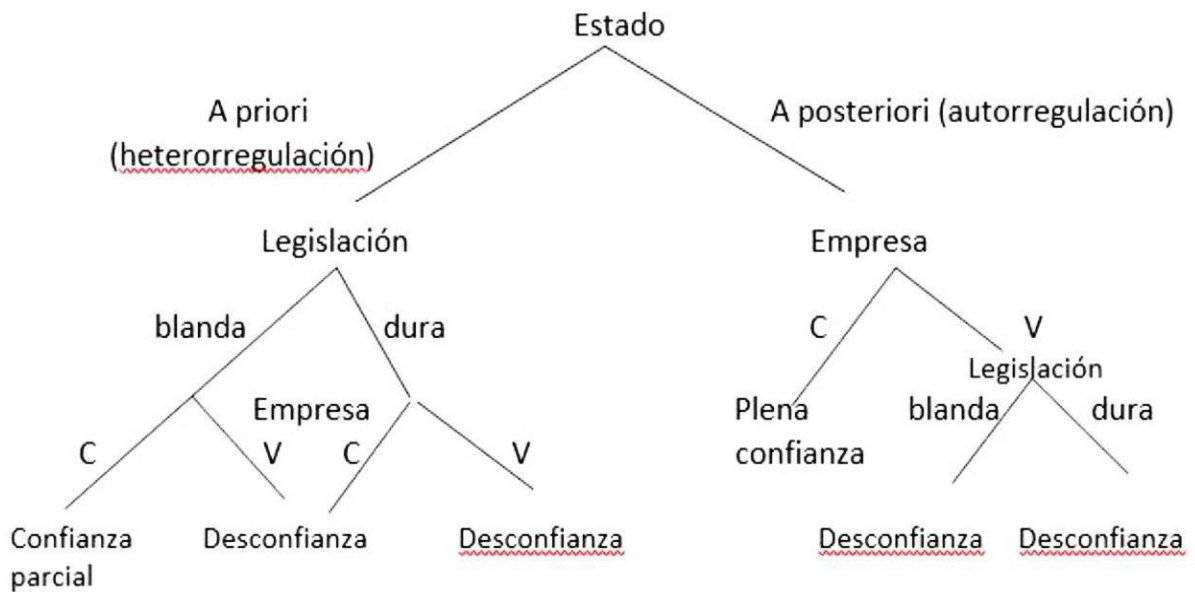 Estado
A priori
(heterorregulación)
A posteriori (autorregulación)
Legislación
Empresa
blanda
dura
C
V
Legislación
Empresa
Plena
confianza
blanda
dura
C
V
C
V
Confianza
parcial
Desconfianza
Desconfianza
Desconfianza
Desconfianza